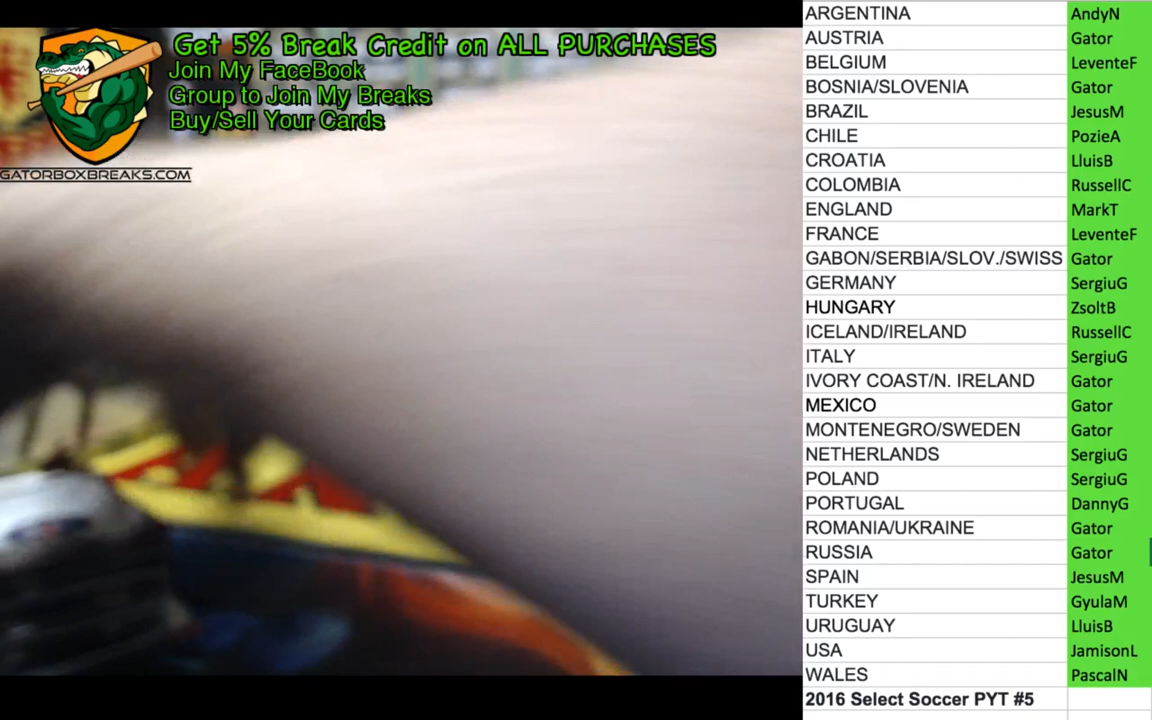 Get 5% Break Credit on ALL PURCHASES
Join My FaceBook
Group to Join My Breaks
Buy/Sell Your Cards
GATORBOXBREAKS.COM
ARGENTINA AndyN
AUSTRIA Gator
BELGIUM LeventeF
BOSNIA/SLOVENIA Gator
BRAZIL JesusM
CHILE PozieA
CROATIA LluisB
COLOMBIA RussellC
ENGLAND MarkT
FRANCE LeventeF
GABON/SERBIA/SLOV./SWISS Gator
GERMANY SergiuG
HUNGARY ZsoltB
ICELAND/IRELAND RussellC
ITALY SergiuG
IVORY COAST/N. IRELAND Gator
MEXICO Gator
MONTENEGRO/SWEDEN Gator
NETHERLANDS SergiuG
POLAND SergiuG
PORTUGAL DannyG
ROMANIA/UKRAINE Gator
RUSSIA Gator
SPAIN JesusM
TURKEY GyulaM
URUGUAY LluisB
USA JamisonL
WALES PascalN
2016 Select Soccer PYT #5